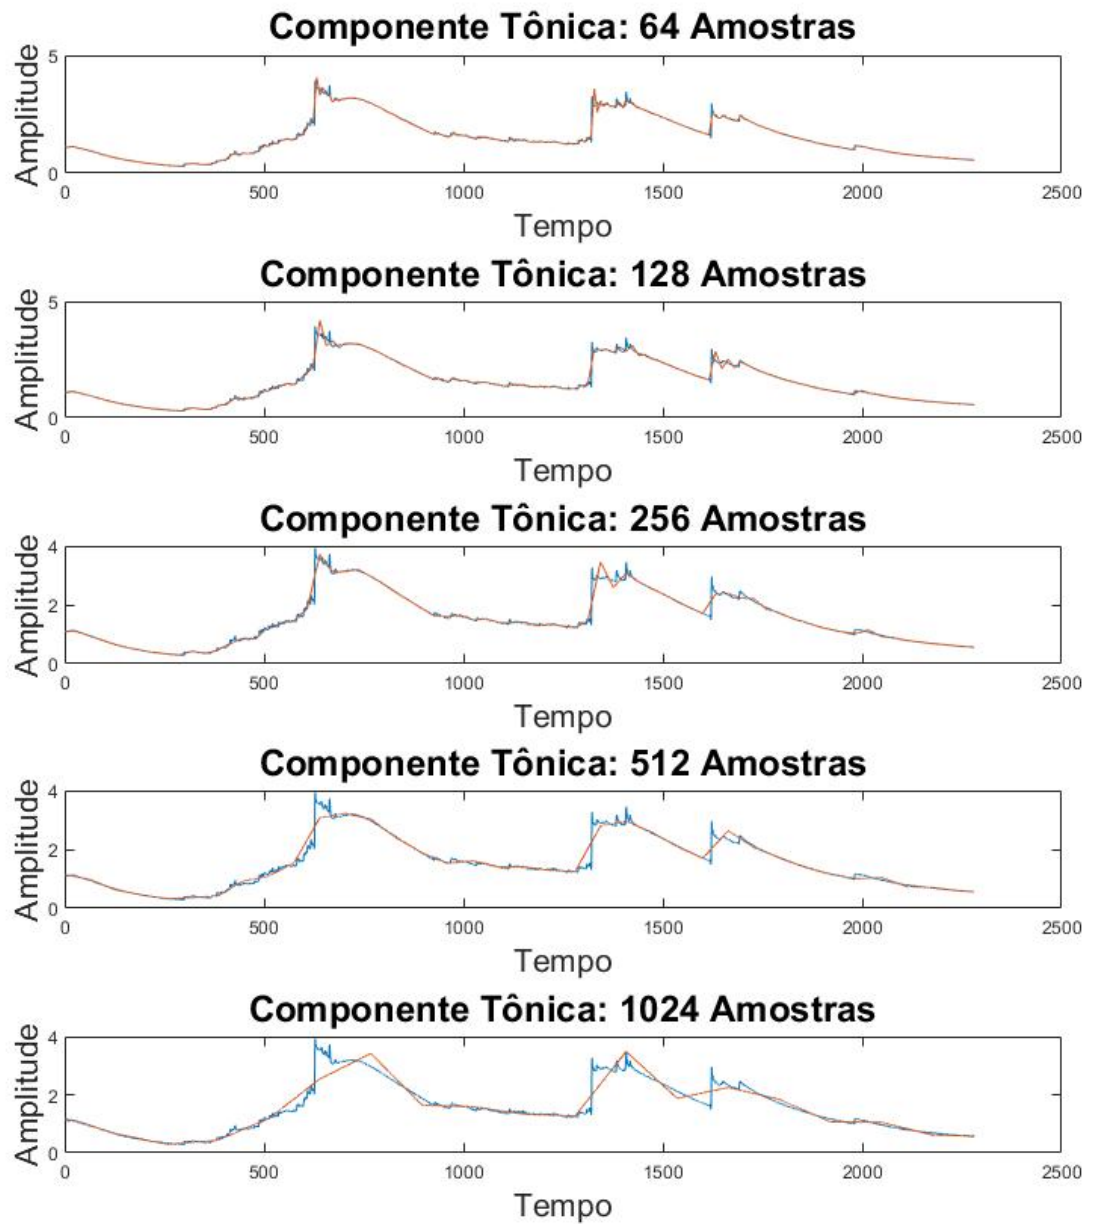 Componente Tônica: 64 Amostras
5
0
Amplitude
0 500 1000 1500 2000 2500
Tempo
Componente Tônica: 128 Amostras
5
0
Amplitude
0 500 1000 1500 2000 2500
Tempo
Componente Tônica: 256 Amostras
4
2
0
Amplitude
0 500 1000 1500 2000 2500
Tempo
Componente Tônica: 512 Amostras
4
2
0
Amplitude
0 500 1000 1500 2000 2500
Tempo
Componente Tônica: 1024 Amostras
4
2
0
Amplitude
0 500 1000 1500 2000 2500
Tempo